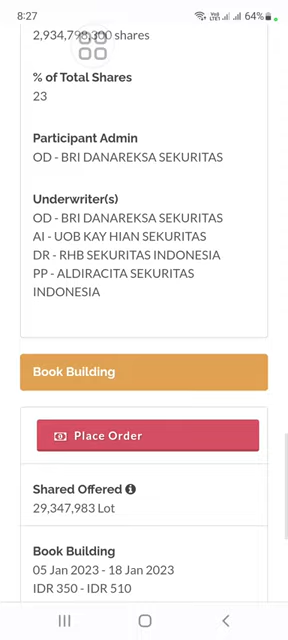 8:27
64%
2,934,798,300 shares
% of Total Shares
23
Participant Admin
OD - BRI DANAREKSA SEKURITAS
Underwriter(s)
OD - BRI DANAREKSA SEKURITAS
AI - UOB KAY HIAN SEKURITAS
DR - RHB SEKURITAS INDONESIA
PP - ALDIRACITA SEKURITAS
INDONESIA
Book Building
Place Order
Shared Offered
29,347,983 Lot
Book Building
05 Jan 2023 - 18 Jan 2023
IDR 350 - IDR 510